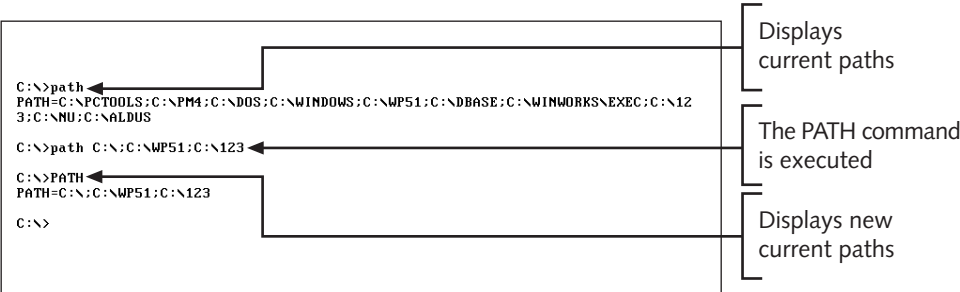 C:\>path
PATH=C:\PCTOOLS;C:\PM4;C:\DOS;C:\WINDOWS;C:\WP51;C:\DBASE;C:\WINWORKS\EXEC;C:\12
3;C:\NU;C:\ALDUS
C:\>path C:\;C:\WP51;C:\123
C:\>PATH
PATH=C:\;C:\WP51;C:\123
C:\>
Displays
current paths
The PATH command
is executed
Displays new
current paths